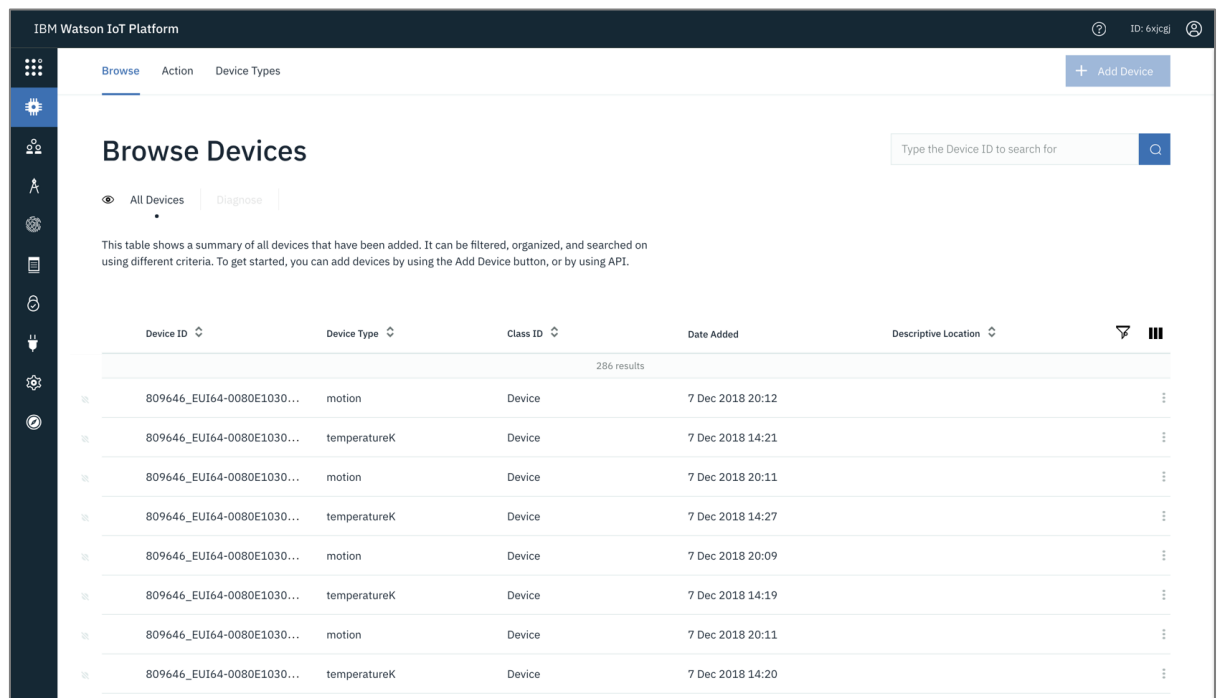 IBM Watson IoT Platform
ID: 6xjcgj
Browse Action Device Types
+ Add Device
Browse Devices
Type the Device ID to search for
All Devices Diagnose
This table shows a summary of all devices that have been added. It can be filtered, organized, and searched on
using different criteria. To get started, you can add devices by using the Add Device button, or by using API.
Device ID Device Type Class ID Date Added Descriptive Location
286 results
809646_EUI64-0080E1030... motion Device 7 Dec 2018 20:12
809646_EUI64-0080E1030... temperatureK Device 7 Dec 2018 14:21
809646_EUI64-0080E1030... motion Device 7 Dec 2018 20:11
809646_EUI64-0080E1030... temperatureK Device 7 Dec 2018 14:27
809646_EUI64-0080E1030... motion Device 7 Dec 2018 20:09
809646_EUI64-0080E1030... temperatureK Device 7 Dec 2018 14:19
809646_EUI64-0080E1030... motion Device 7 Dec 2018 20:11
809646_EUI64-0080E1030... temperatureK Device 7 Dec 2018 14:20